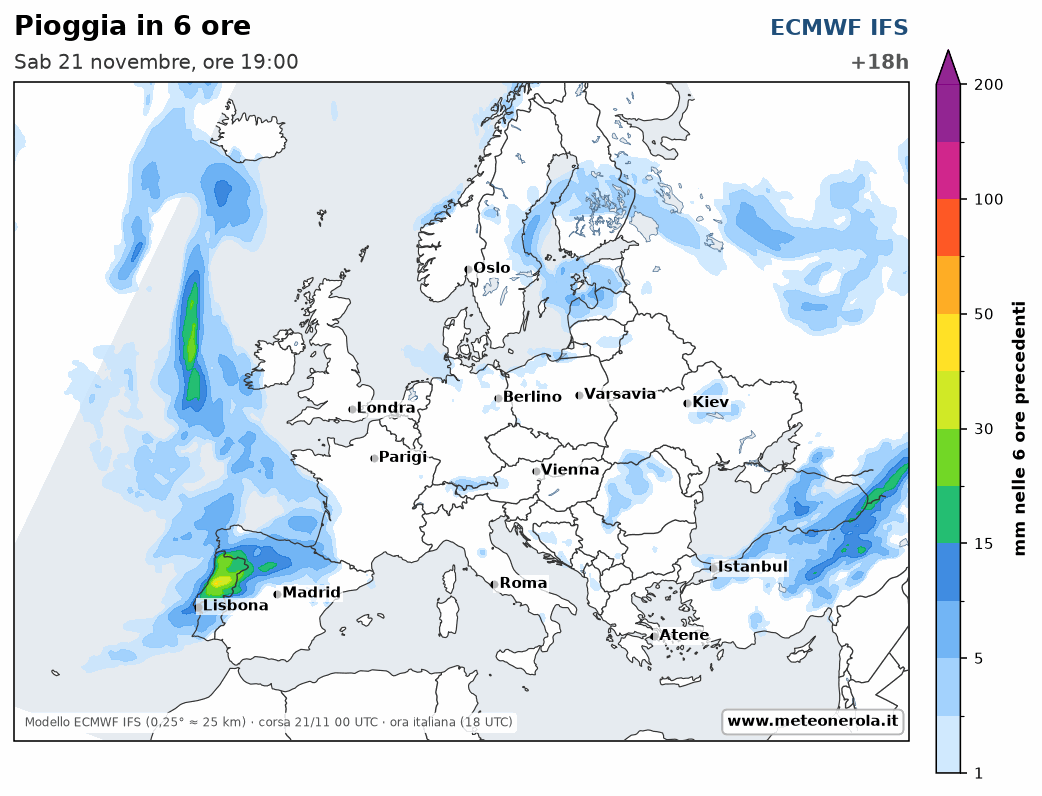 Pioggia in 6 ore
ECMWF IFS
Sab 21 novembre, ore 19:00
+18h
200
100
50
30
15
5
1
mm nelle 6 ore precedenti
Oslo
Londra
Berlino
Varsavia
Kiev
Parigi
Vienna
Istanbul
Roma
Madrid
Lisbona
Atene
Modello ECMWF IFS (0,25° ≈ 25 km) · corsa 21/11 00 UTC · ora italiana (18 UTC)
www.meteonerola.it